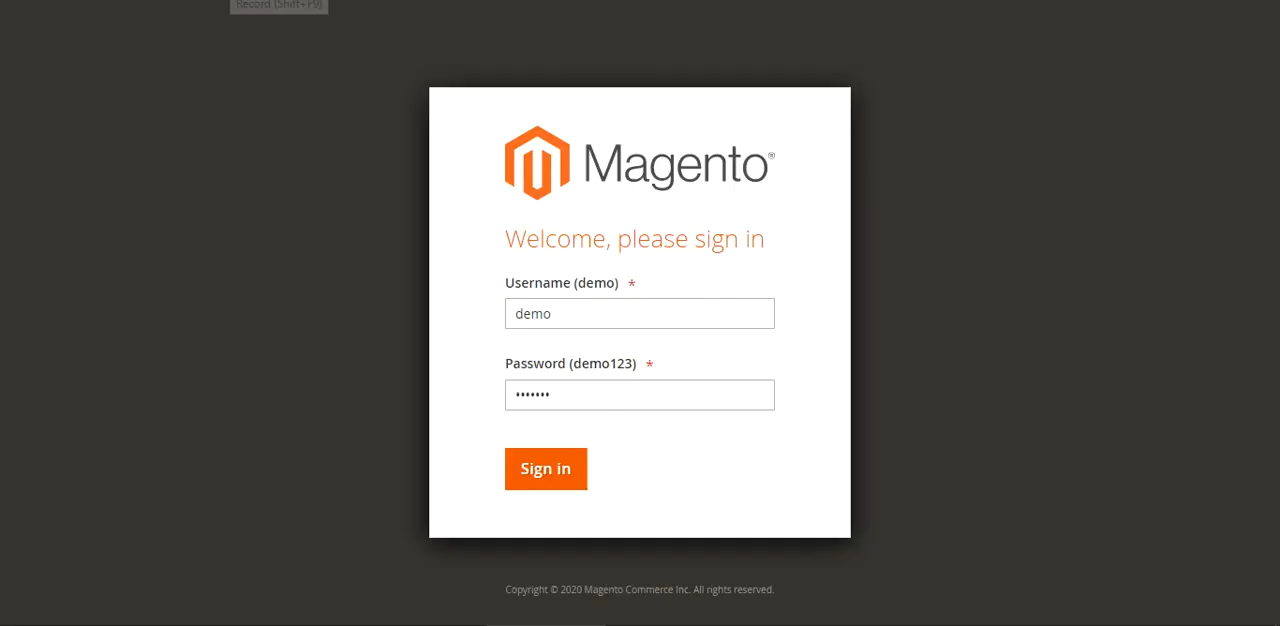 Record (Shift+F9)
Magento®
Welcome, please sign in
Username (demo) *
demo
Password (demo123) *
•••••••
Sign in
Copyright © 2020 Magento Commerce Inc. All rights reserved.